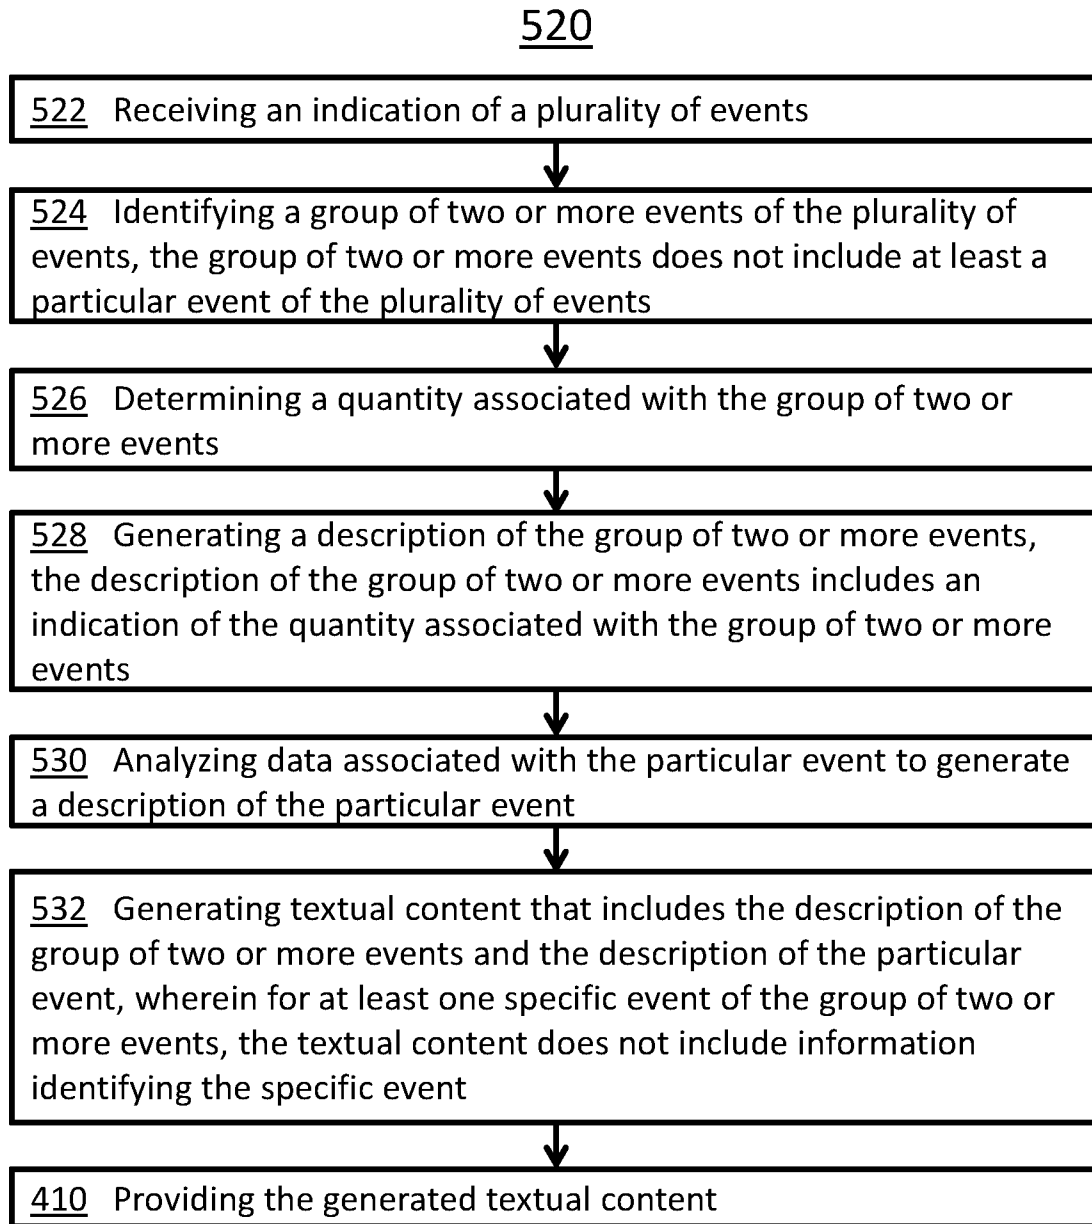 520
522 Receiving an indication of a plurality of events
524 Identifying a group of two or more events of the plurality of
events, the group of two or more events does not include at least a
particular event of the plurality of events
526 Determining a quantity associated with the group of two or
more events
528 Generating a description of the group of two or more events,
the description of the group of two or more events includes an
indication of the quantity associated with the group of two or more
events
530 Analyzing data associated with the particular event to generate
a description of the particular event
532 Generating textual content that includes the description of the
group of two or more events and the description of the particular
event, wherein for at least one specific event of the group of two or
more events, the textual content does not include information
identifying the specific event
410 Providing the generated textual content